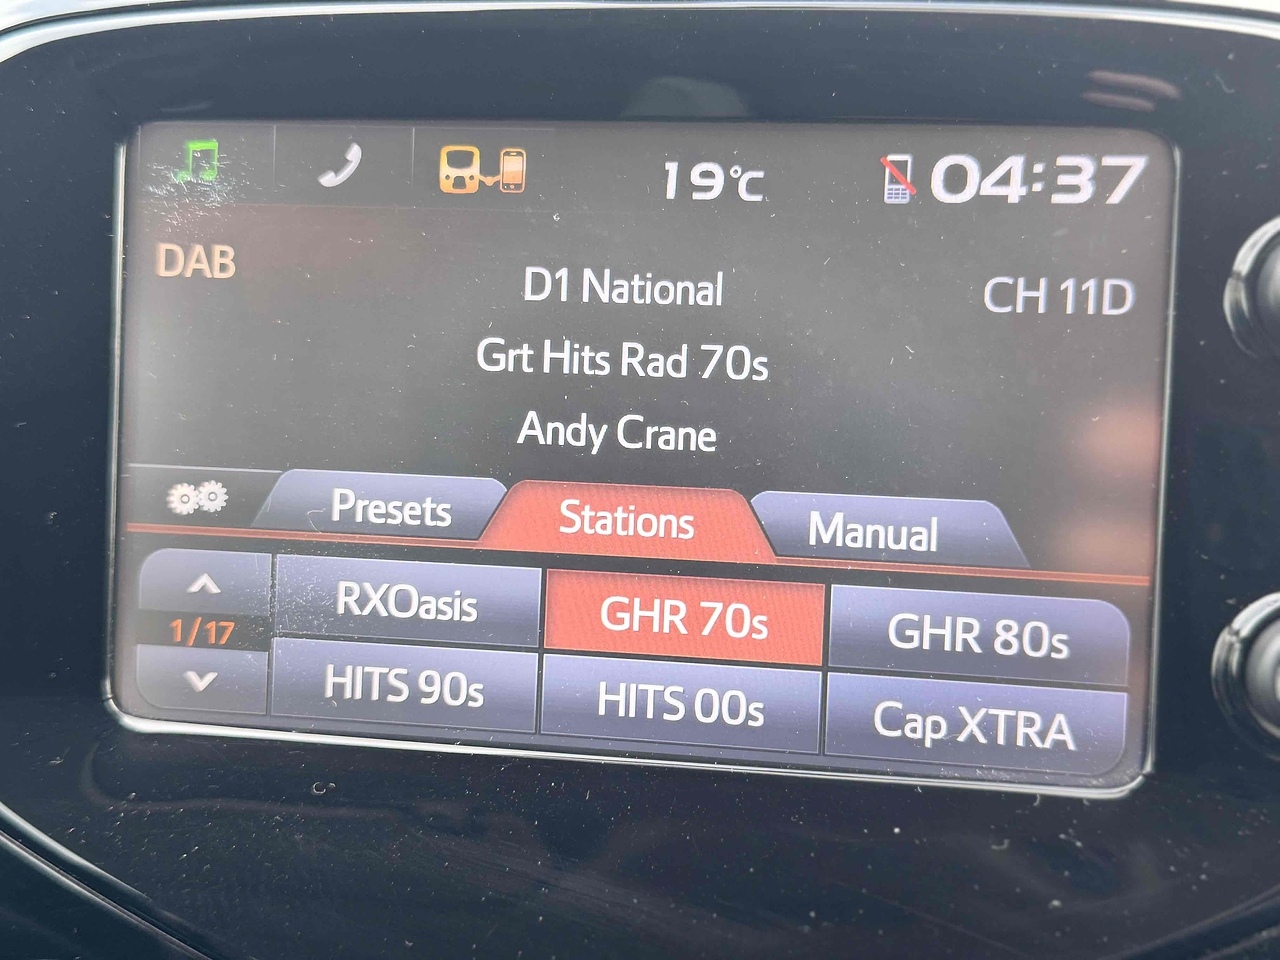 19°C 04:37
DAB
D1 National
CH 11D
Grt Hits Rad 70s
Andy Crane
Presets Stations Manual
1/17
RXOasis GHR 70s GHR 80s
HITS 90s HITS 00s Cap XTRA